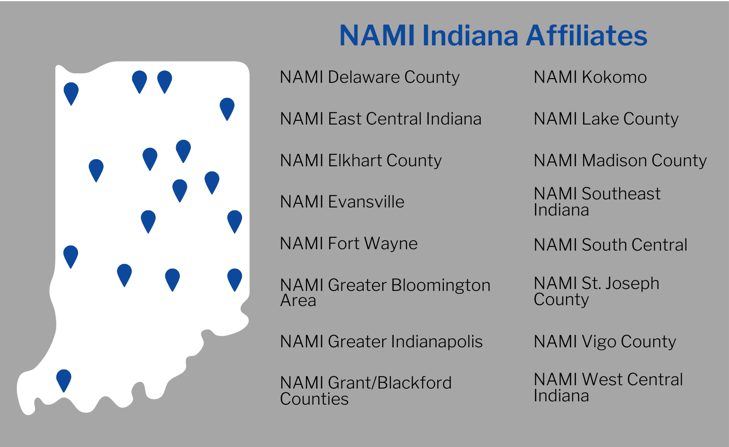 NAMI Indiana Affiliates
NAMI Delaware County
NAMI East Central Indiana
NAMI Elkhart County
NAMI Evansville
NAMI Fort Wayne
NAMI Greater Bloomington
Area
NAMI Greater Indianapolis
NAMI Grant/Blackford
Counties
NAMI Kokomo
NAMI Lake County
NAMI Madison County
NAMI Southeast
Indiana
NAMI South Central
NAMI St. Joseph
County
NAMI Vigo County
NAMI West Central
Indiana